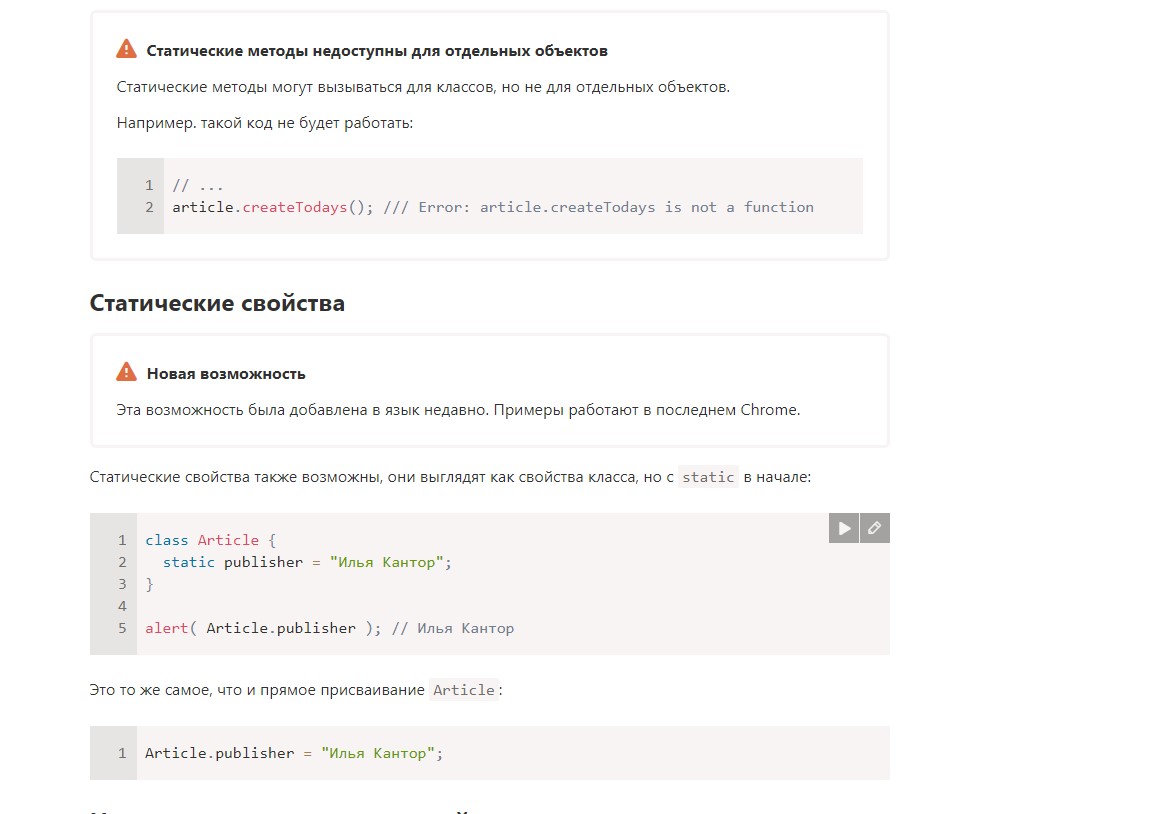 Статические методы недоступны для отдельных объектов
Статические методы могут вызываться для классов, но не для отдельных объектов.
Например. такой код не будет работать:
1 // ...
2 article.createTodays(); /// Error: article.createTodays is not a function
Статические свойства
Новая возможность
Эта возможность была добавлена в язык недавно. Примеры работают в последнем Chrome.
Статические свойства также возможны, они выглядят как свойства класса, но с static в начале:
1 class Article {
2 static publisher = "Илья Кантор";
3 }
4
5 alert( Article.publisher ); // Илья Кантор
Это то же самое, что и прямое присваивание Article:
1 Article.publisher = "Илья Кантор";